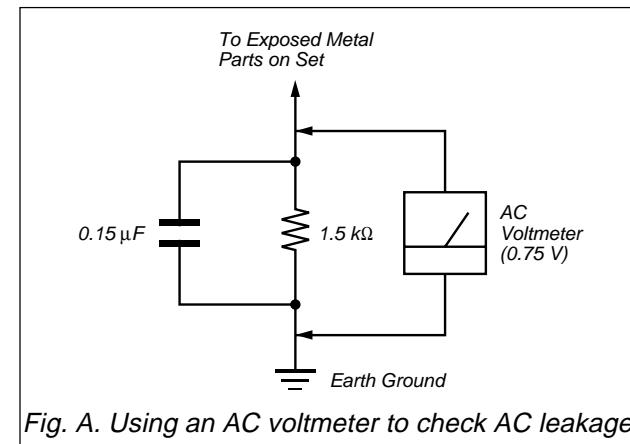 To Exposed Metal
Parts on Set
0.15 µF
1.5 kΩ
AC
Voltmeter
(0.75 V)
Earth Ground
Fig. A. Using an AC voltmeter to check AC leakage